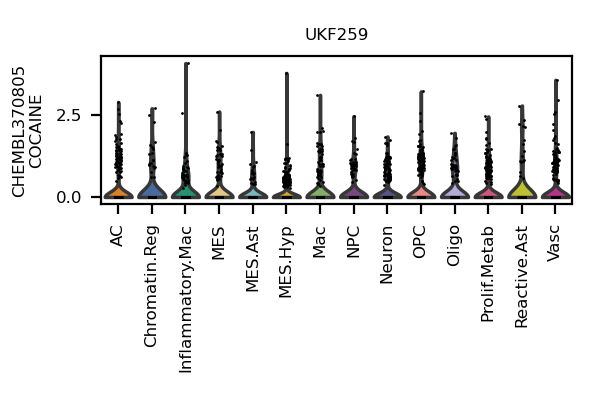 UKF259
CHEMBL370805
COCAINE
2.5
0.0
AC
Chromatin.Reg
Inflammatory.Mac
MES
MES.Ast
MES.Hyp
Mac
NPC
Neuron
OPC
Oligo
Prolif.Metab
Reactive.Ast
Vasc